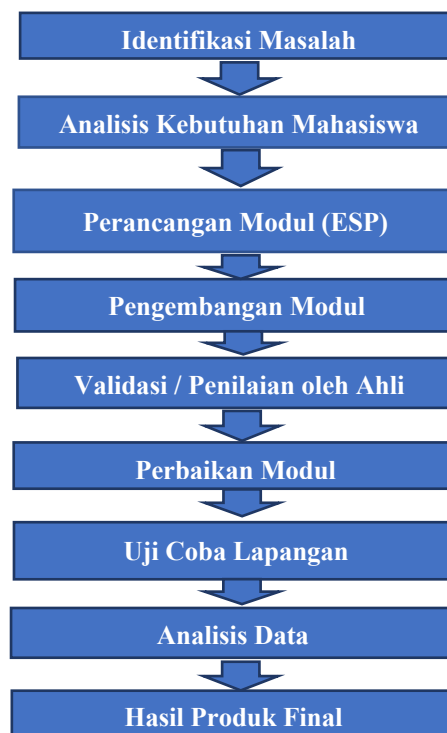 Identifikasi Masalah
Analisis Kebutuhan Mahasiswa
Perancangan Modul (ESP)
Pengembangan Modul
Validasi / Penilaian oleh Ahli
Perbaikan Modul
Uji Coba Lapangan
Analisis Data
Hasil Produk Final